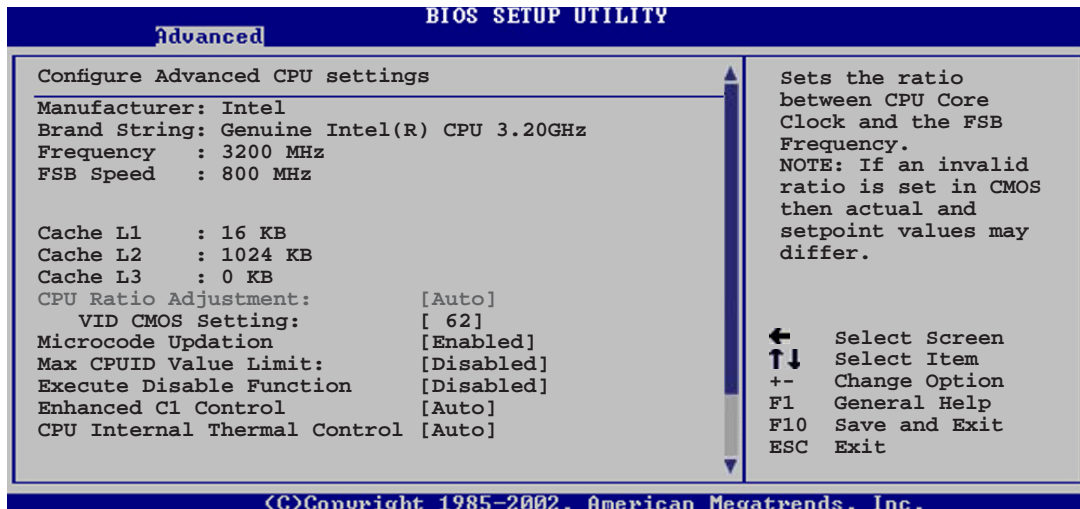 BIOS SETUP UTILITY
Advanced
Configure Advanced CPU settings
Manufacturer: Intel
Brand String: Genuine Intel(R) CPU 3.20GHz
Frequency : 3200 MHz
FSB Speed : 800 MHz
Cache L1 : 16 KB
Cache L2 : 1024 KB
Cache L3 : 0 KB
CPU Ratio Adjustment: [Auto]
VID CMOS Setting: [ 62]
Microcode Updation [Enabled]
Max CPUID Value Limit: [Disabled]
Execute Disable Function [Disabled]
Enhanced C1 Control [Auto]
CPU Internal Thermal Control [Auto]
Sets the ratio
between CPU Core
Clock and the FSB
Frequency.
NOTE: If an invalid
ratio is set in CMOS
then actual and
setpoint values may
differ.
← Select Screen
↑↓ Select Item
+- Change Option
F1 General Help
F10 Save and Exit
ESC Exit
(C)Copyright 1985-2002, American Megatrends, Inc.